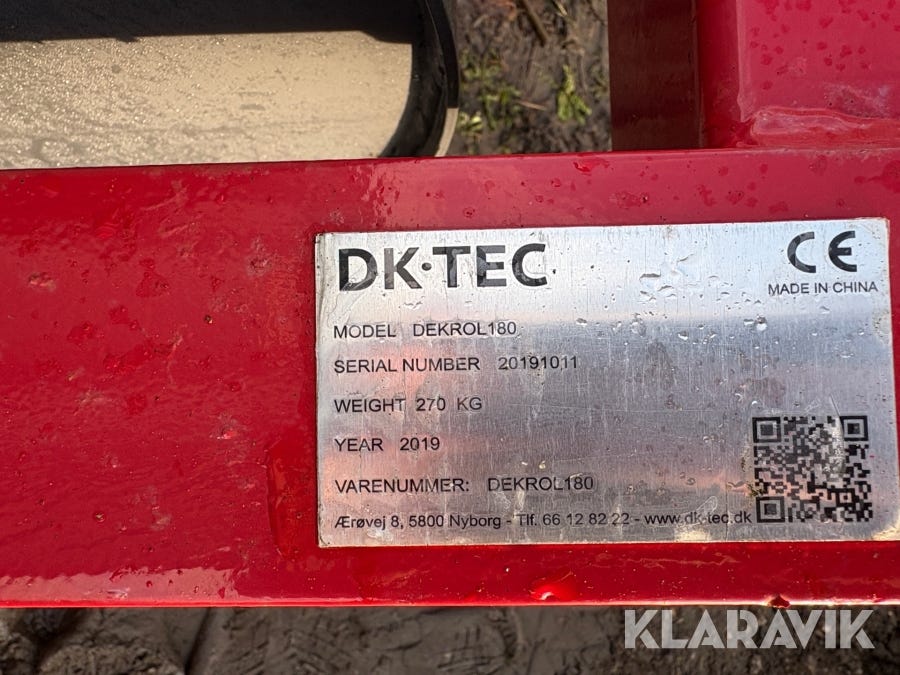 DK·TEC
CE
MADE IN CHINA
MODEL DEKROL180
SERIAL NUMBER 20191011
WEIGHT 270 KG
YEAR 2019
VARENUMMER: DEKROL180
Ærøvej 8, 5800 Nyborg - Tlf. 66 12 82 22 - www.dk-tec.dk
KLARAVIK